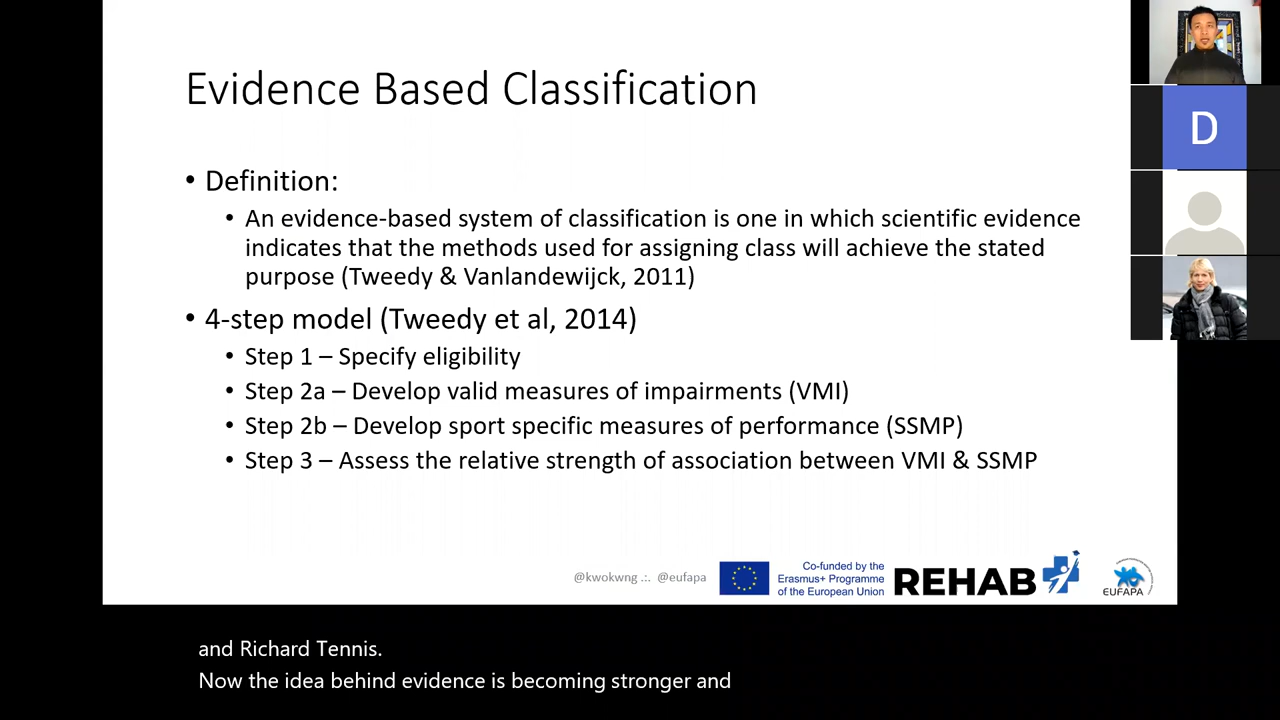 Evidence Based Classification
• Definition:
• An evidence-based system of classification is one in which scientific evidence
indicates that the methods used for assigning class will achieve the stated
purpose (Tweedy & Vanlandewijck, 2011)
• 4-step model (Tweedy et al, 2014)
• Step 1 – Specify eligibility
• Step 2a – Develop valid measures of impairments (VMI)
• Step 2b – Develop sport specific measures of performance (SSMP)
• Step 3 – Assess the relative strength of association between VMI & SSMP
@kwokwng .:. @eufapa
Co-funded by the
Erasmus+ Programme
of the European Union
REHAB
EUFAPA
D
and Richard Tennis.
Now the idea behind evidence is becoming stronger and